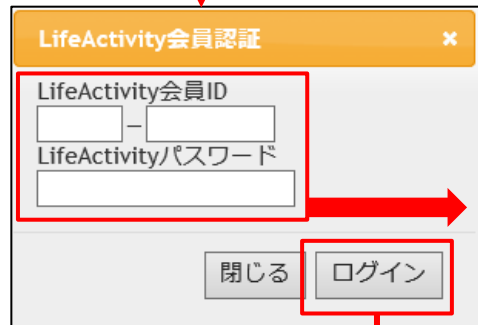 LifeActivity会員認証 ×
LifeActivity会員ID
–
LifeActivityパスワード
閉じる ログイン